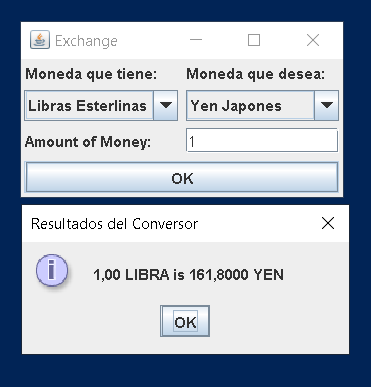 Exchange
Moneda que tiene: Moneda que desea:
Libras Esterlinas Yen Japones
Amount of Money: 1
OK
Resultados del Conversor
1,00 LIBRA is 161,8000 YEN
OK